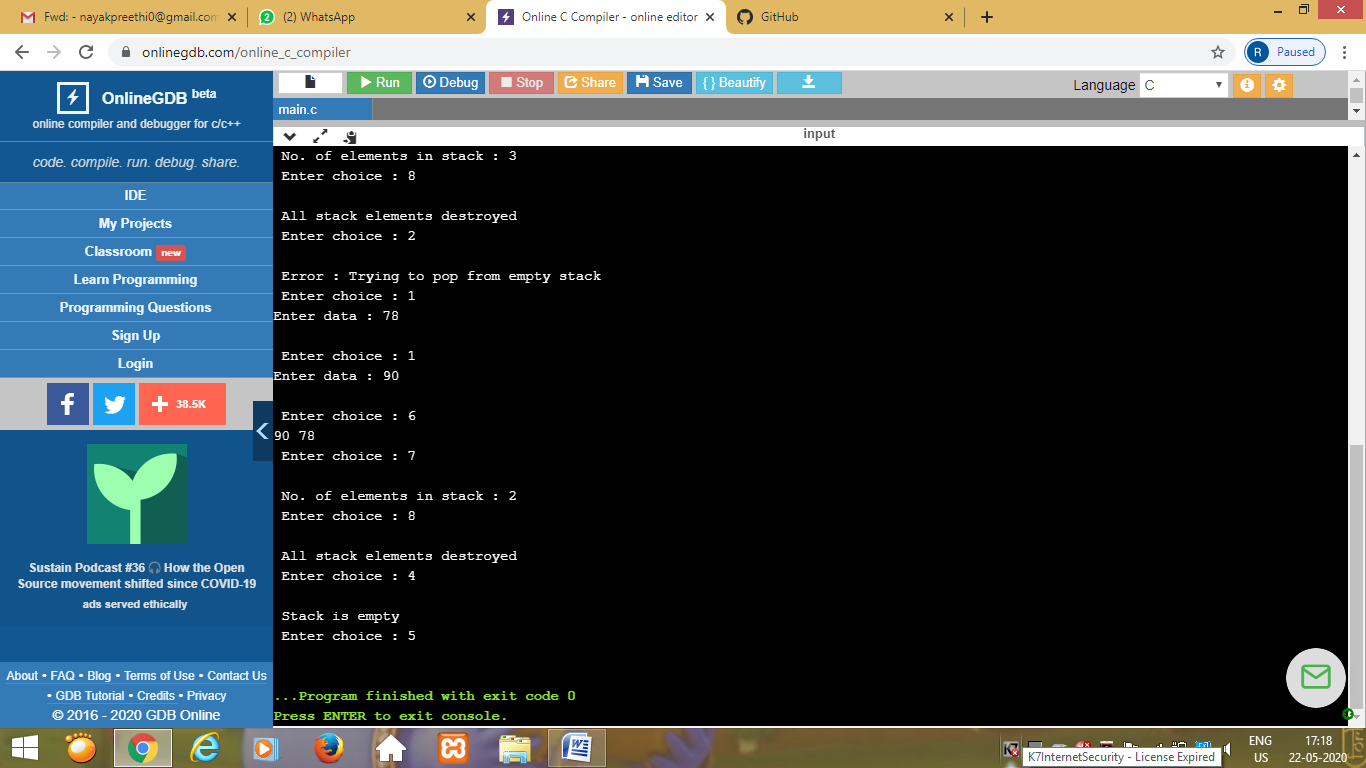 Fwd: - nayakpreethi0@gmail.com
(2) WhatsApp
Online C Compiler - online editor
GitHub
onlinegdb.com/online_c_compiler
R Paused
OnlineGDB beta
online compiler and debugger for c/c++
code. compile. run. debug. share.
IDE
My Projects
Classroom new
Learn Programming
Programming Questions
Sign Up
Login
38.5K
Sustain Podcast #36 🎧 How the Open
Source movement shifted since COVID-19
ads served ethically
About • FAQ • Blog • Terms of Use • Contact Us
• GDB Tutorial • Credits • Privacy
© 2016 - 2020 GDB Online
Run Debug Stop Share Save { } Beautify
Language C
main.c
input
No. of elements in stack : 3
Enter choice : 8
All stack elements destroyed
Enter choice : 2
Error : Trying to pop from empty stack
Enter choice : 1
Enter data : 78
Enter choice : 1
Enter data : 90
Enter choice : 6
90 78
Enter choice : 7
No. of elements in stack : 2
Enter choice : 8
All stack elements destroyed
Enter choice : 4
Stack is empty
Enter choice : 5
...Program finished with exit code 0
Press ENTER to exit console.
K7InternetSecurity - License Expired
ENG
US
17:18
22-05-2020